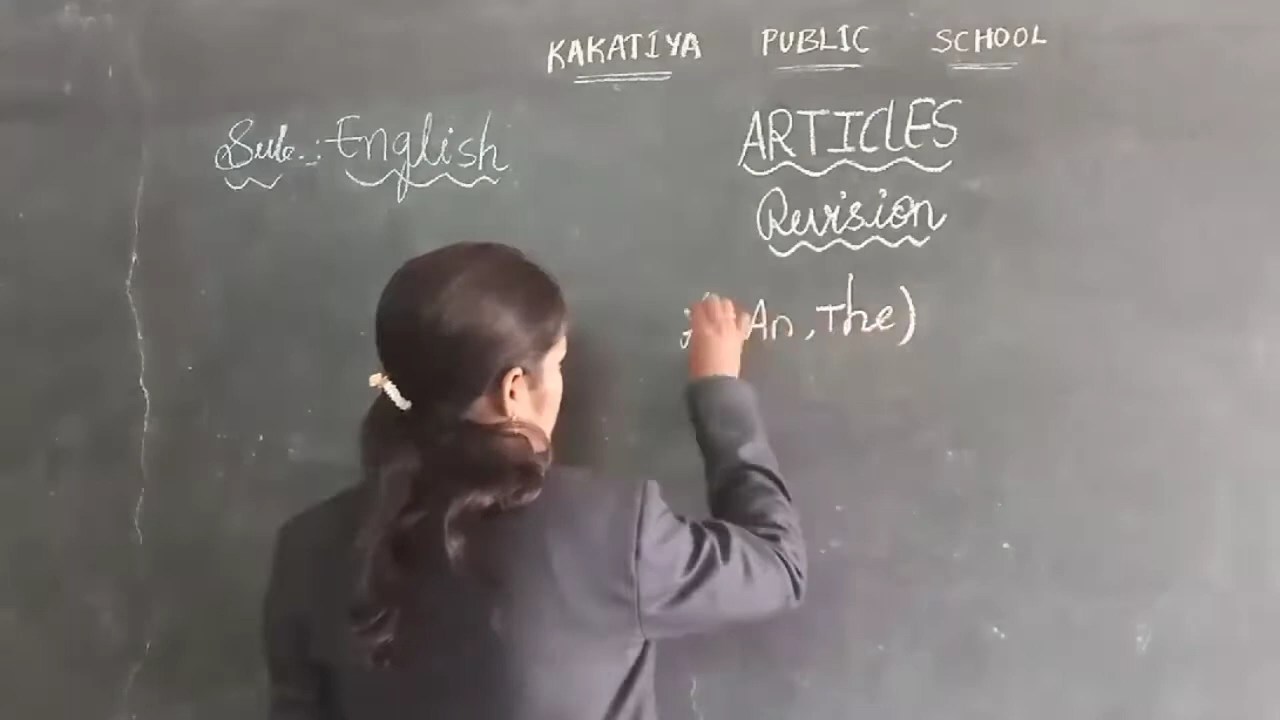 KAKATIYA PUBLIC SCHOOL
Sub.: English
ARTICLES
Revision
An, The)